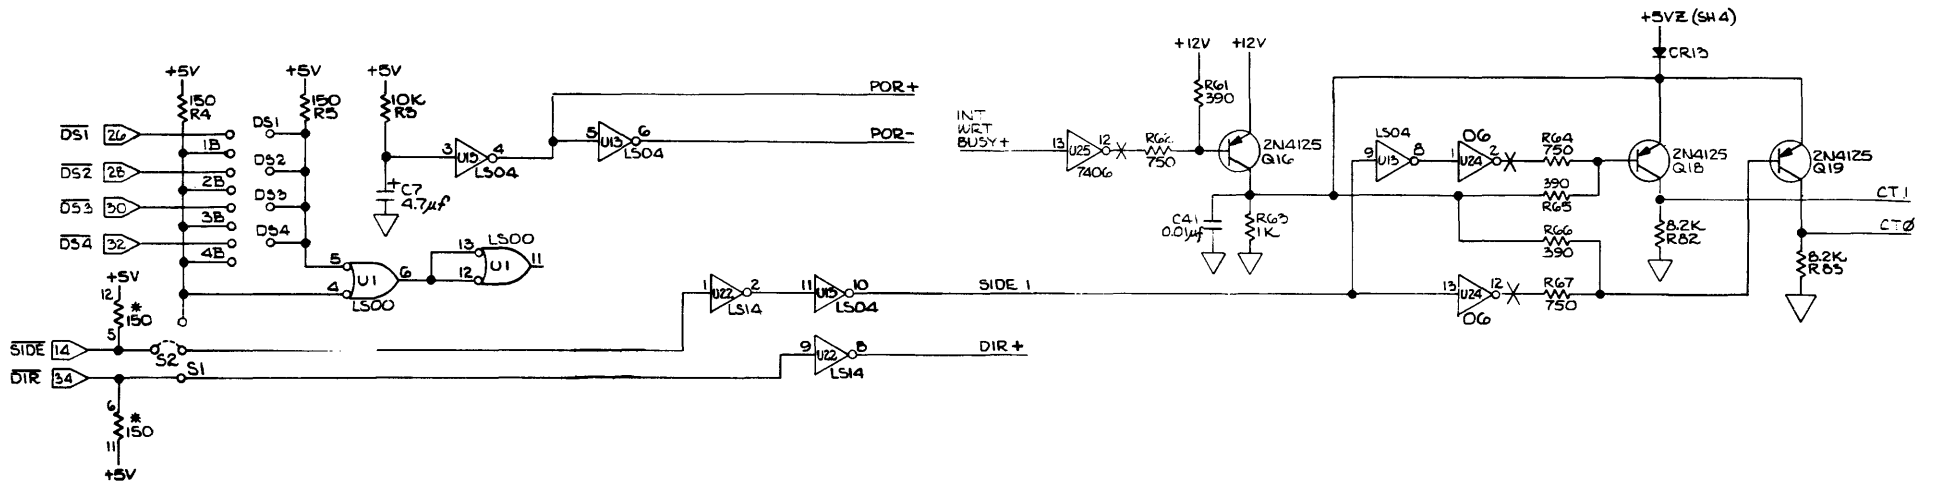 +5VZ (SH4)
CR13
+12V +12V
R61
390
+5V +5V +5V
150
R4
150
R5
10K
R3
POR+
DS1 26
DS1
1B
3 U15 4
LS04
5 U13 6
LS04
POR-
INT
WRT
BUSY+
13 U25 12
7406
R62
750
2N4125
Q16
LS04
9 U13 8
06
1 U24 2
R64
750
2N4125
Q18
2N4125
Q19
DS2 28
DS2
2B
C7
4.7µf
+
390
R65
CT1
DS3 30
DS3
3B
C41
0.01µf
R63
1K
8.2K
R82
CTØ
DS4 32
DS4
4B
R66
390
8.2K
R83
LS00
13
12 U1 11
5
4 U1 6
LS00
+5V
12
*
150
5
1 U22 2
LS14
11 U15 10
LS04
SIDE 1
13 U24 12
06
R67
750
SIDE 14
S2
9 U22 8
LS14
DIR+
DIR 34
S1
6
*
150
11
+5V